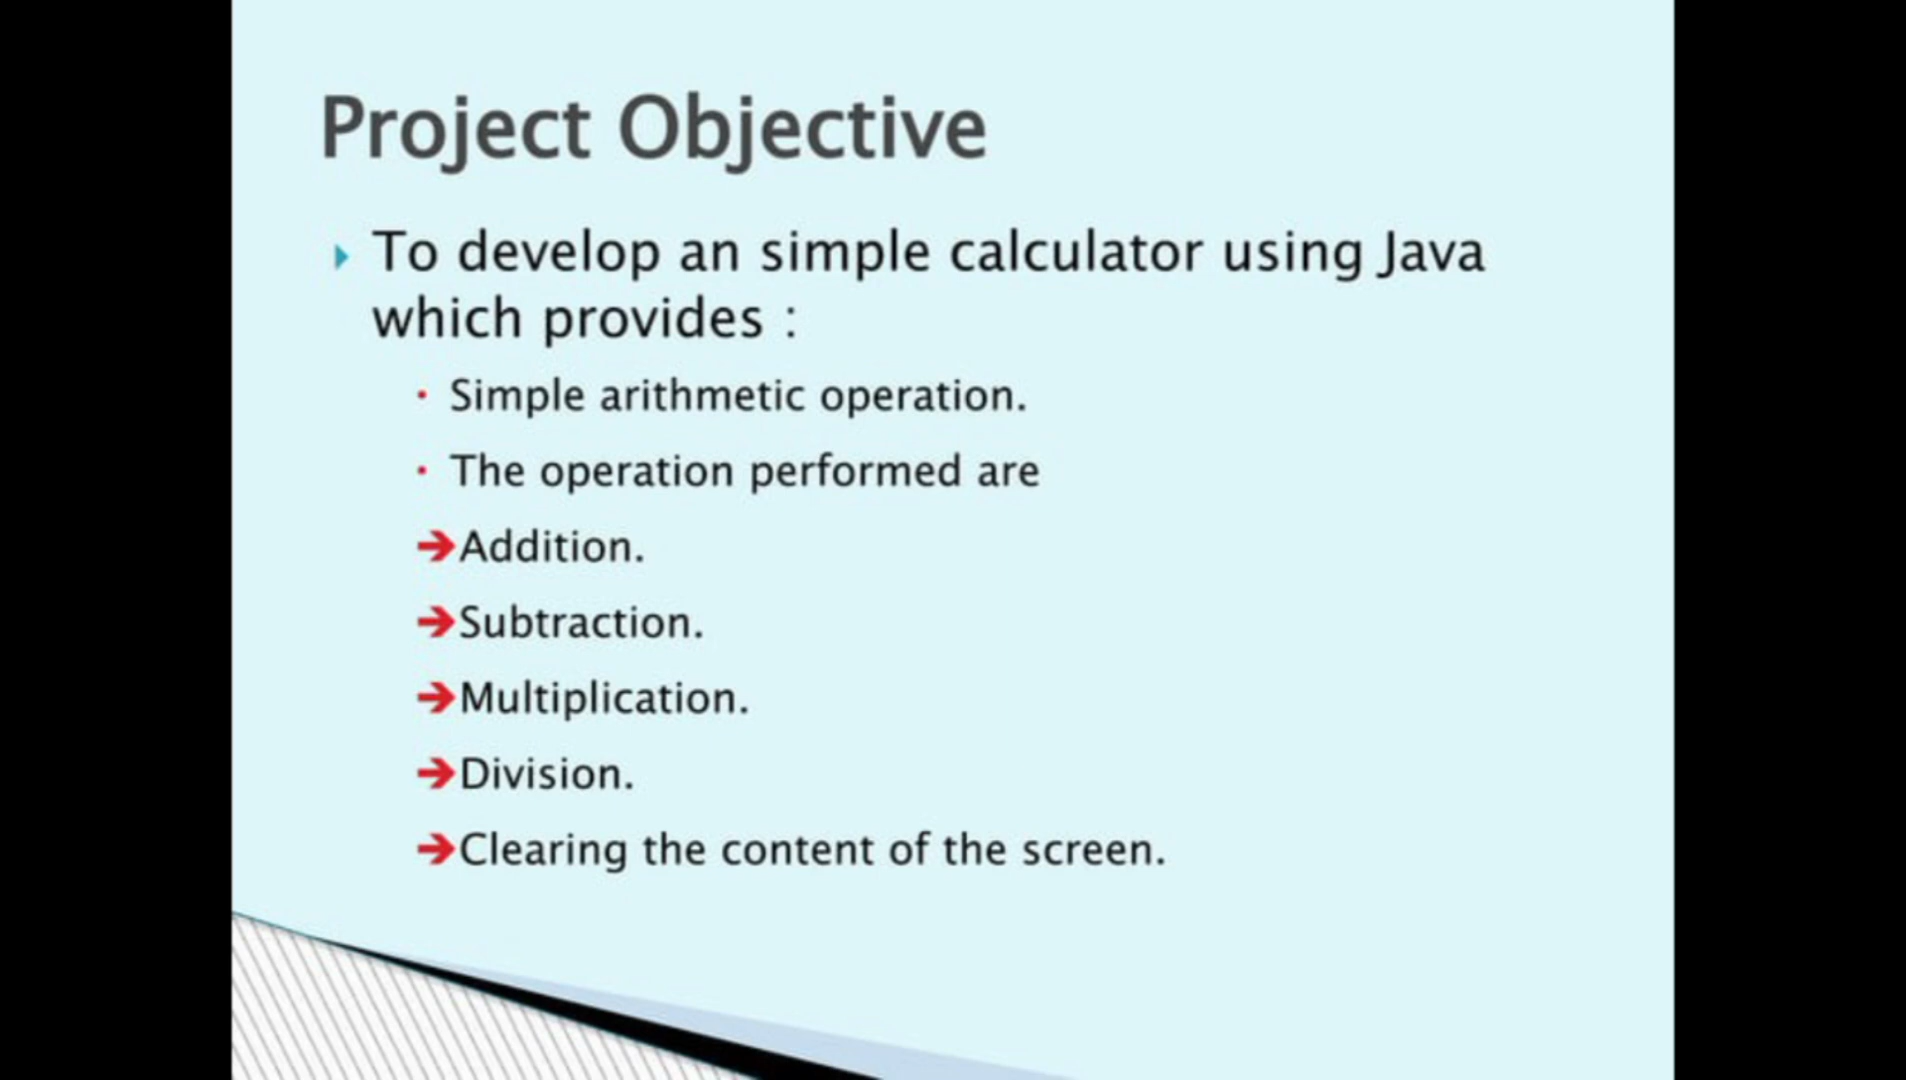 Project Objective
To develop an simple calculator using Java
which provides :
Simple arithmetic operation.
The operation performed are
➔Addition.
➔Subtraction.
➔Multiplication.
➔Division.
➔Clearing the content of the screen.